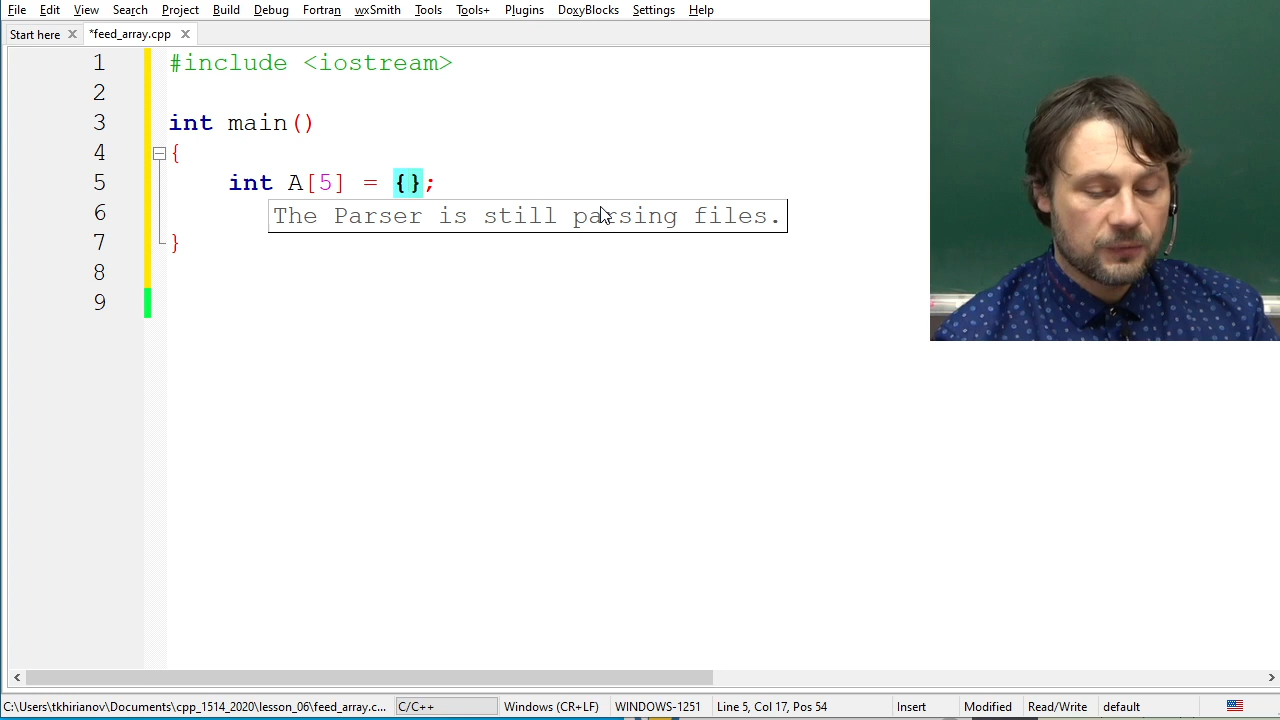 File Edit View Search Project Build Debug Fortran wxSmith Tools Tools+ Plugins DoxyBlocks Settings Help
Start here *feed_array.cpp
1 #include <iostream>
2
3 int main()
4 {
5 int A[5] = {};
6 The Parser is still parsing files.
7 }
8
9
C:\Users\tkhirianov\Documents\cpp_1514_2020\lesson_06\feed_array.c... C/C++ Windows (CR+LF) WINDOWS-1251 Line 5, Col 17, Pos 54 Insert Modified Read/Write default